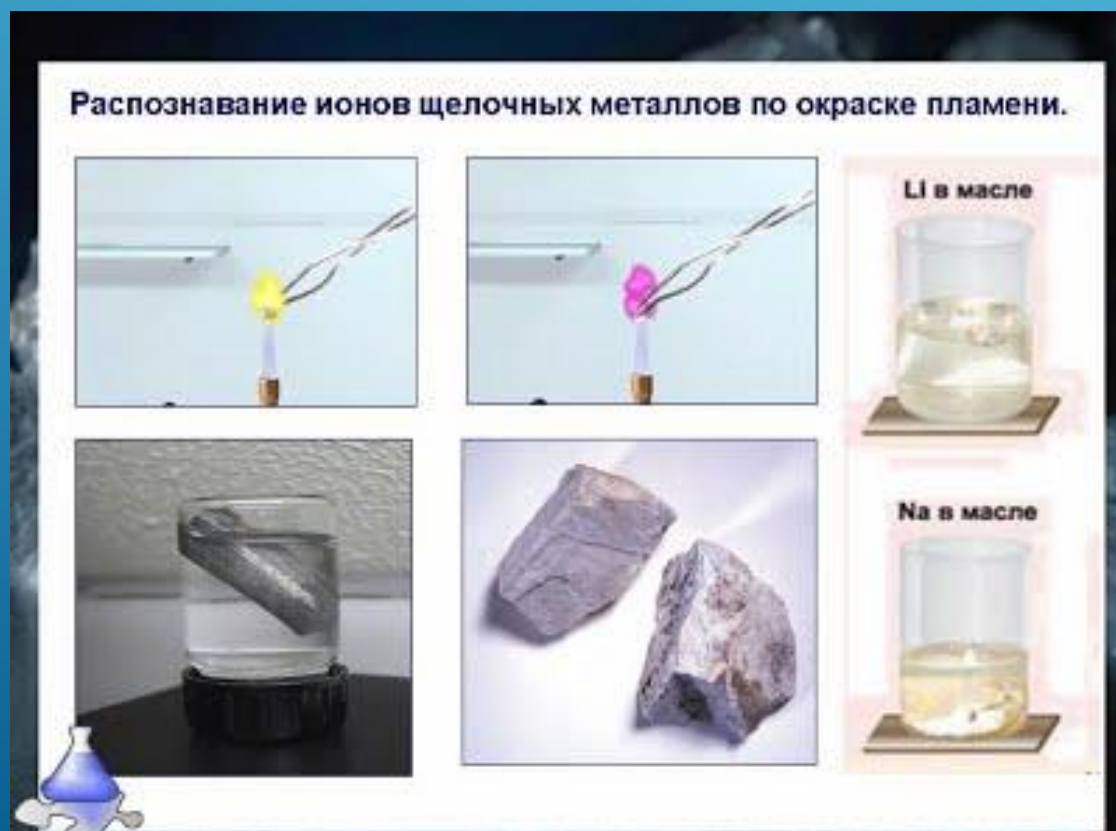 Распознавание ионов щелочных металлов по окраске пламени.
Li в масле
Na в масле